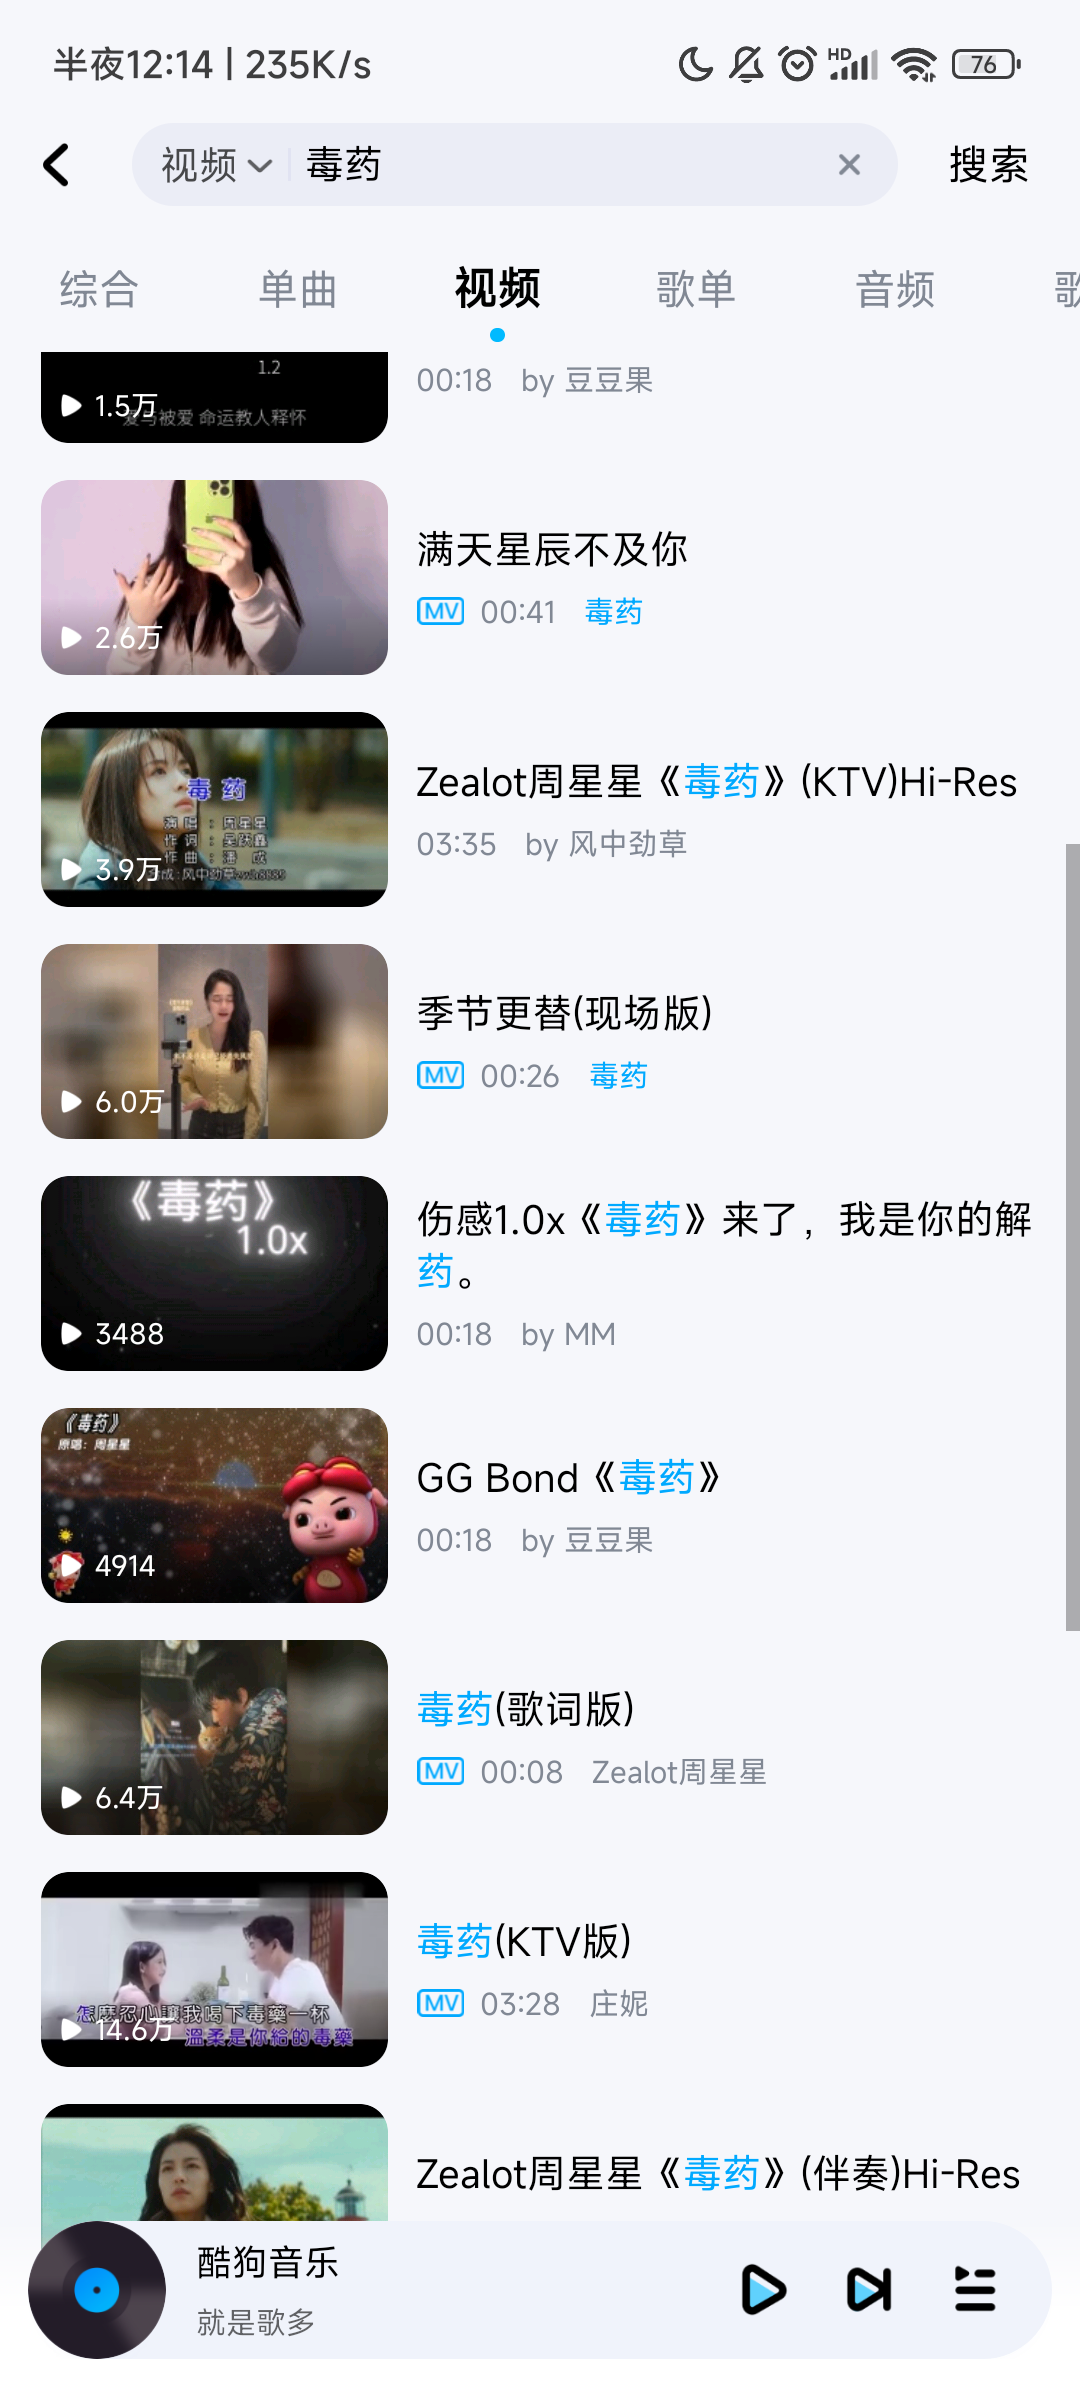 半夜12:14 | 235K/s
HD
76
视频 毒药
搜索
综合 单曲 视频 歌单 音频
1.2
爱与被爱 命运教人释怀
1.5万
00:18 by 豆豆果
2.6万
满天星辰不及你
MV 00:41 毒药
毒 药
演 唱 : 周星星
作 词 : 吴跃鑫
作 曲 : 潘 成
3.9万
Zealot周星星《毒药》(KTV)Hi-Res
03:35 by 风中劲草
6.0万
季节更替(现场版)
MV 00:26 毒药
《毒药》
1.0x
3488
伤感1.0x《毒药》来了，我是你的解
药。
00:18 by MM
《毒药》
原唱：周星星
4914
GG Bond《毒药》
00:18 by 豆豆果
6.4万
毒药(歌词版)
MV 00:08 Zealot周星星
怎麼忍心讓我喝下毒藥一杯
溫柔是你給的毒藥
14.6万
毒药(KTV版)
MV 03:28 庄妮
Zealot周星星《毒药》(伴奏)Hi-Res
酷狗音乐
就是歌多